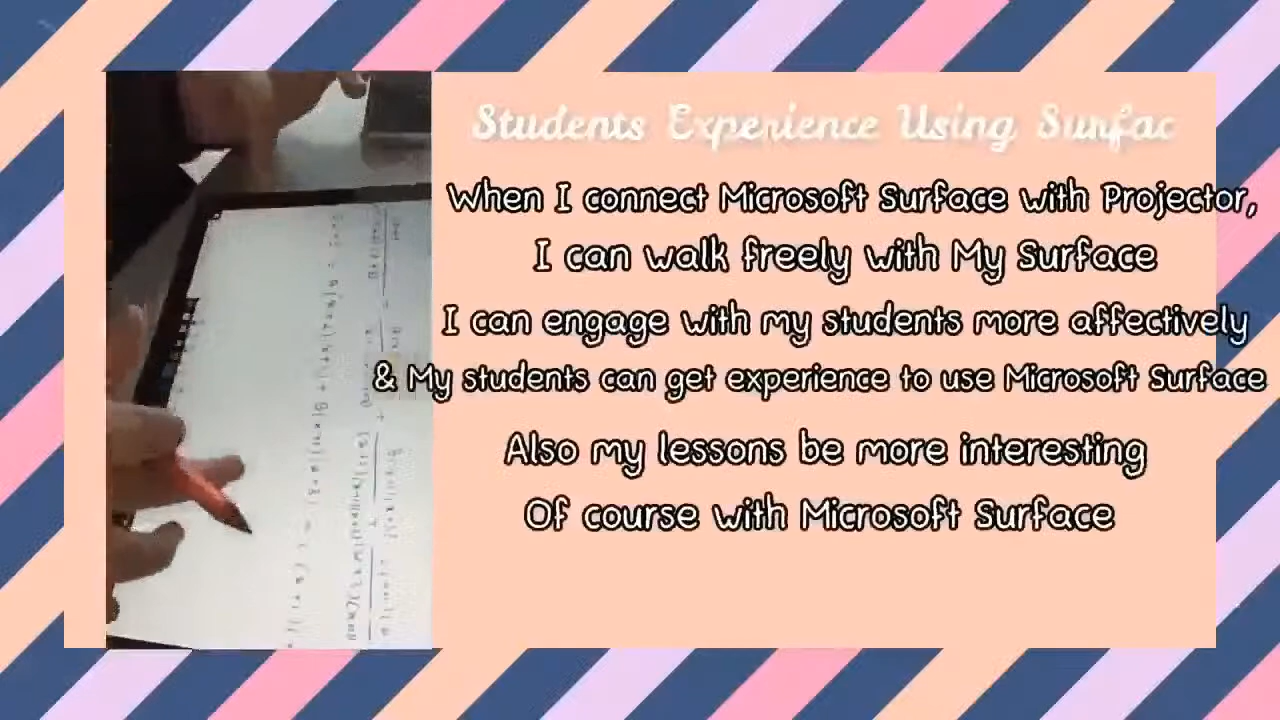 Students Experience Using Surfac
When I connect Microsoft Surface with Projector,
I can walk freely with My Surface
I can engage with my students more affectively
& My students can get experience to use Microsoft Surface
Also my lessons be more interesting
Of course with Microsoft Surface